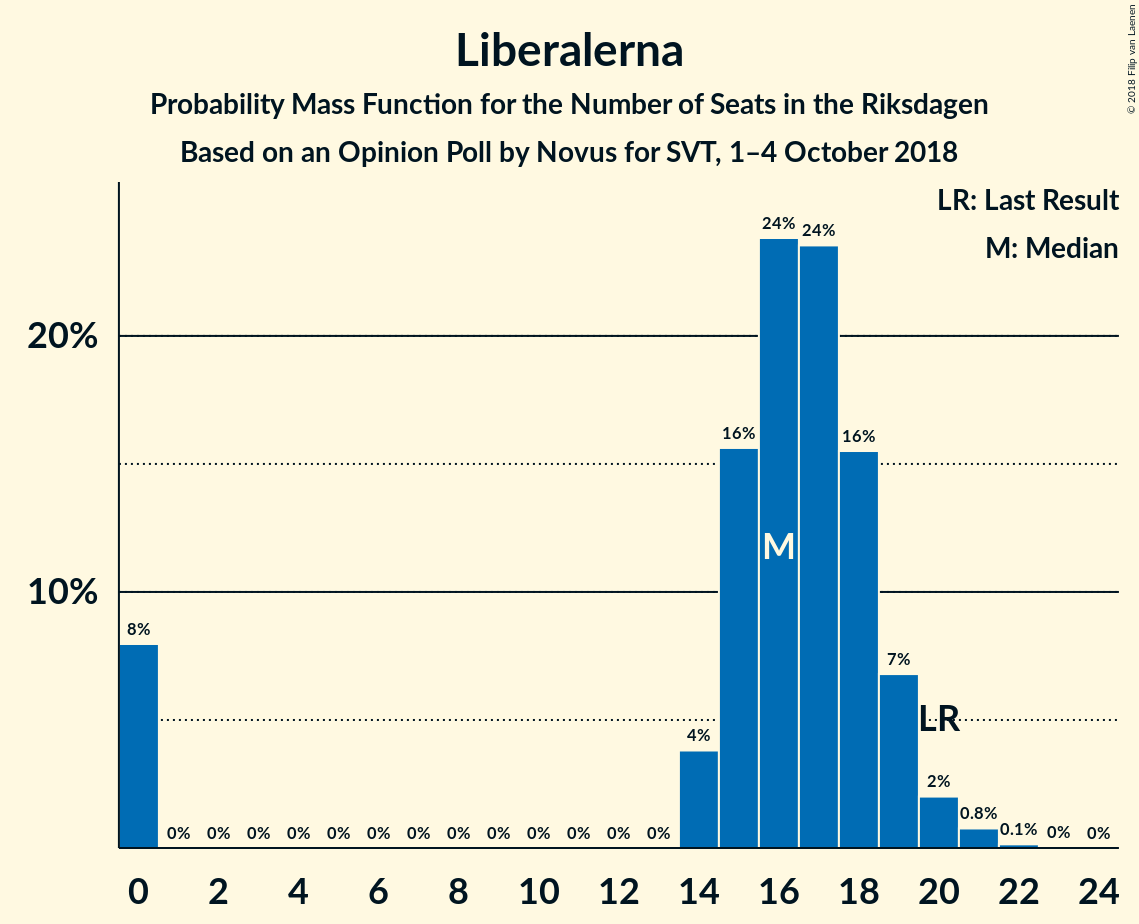 Liberalerna
Probability Mass Function for the Number of Seats in the Riksdagen
Based on an Opinion Poll by Novus for SVT, 1–4 October 2018
© 2018 Filip van Laenen
LR: Last Result
M: Median
24%
24%
20%
16%
16%
M
10%
8%
7%
LR
4%
2%
0.8%
0% 0% 0% 0% 0% 0% 0% 0% 0% 0% 0% 0% 0% 0.1% 0% 0%
0 2 4 6 8 10 12 14 16 18 20 22 24